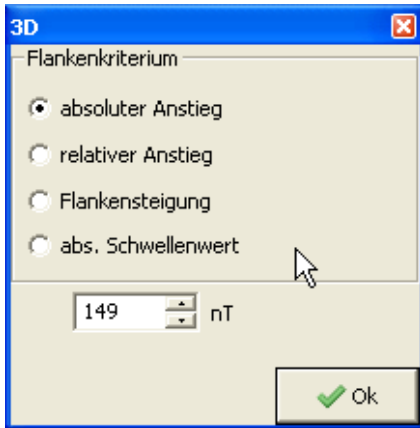 3D
Flankenkriterium
absoluter Anstieg
relativer Anstieg
Flankensteigung
abs. Schwellenwert
149 nT
Ok